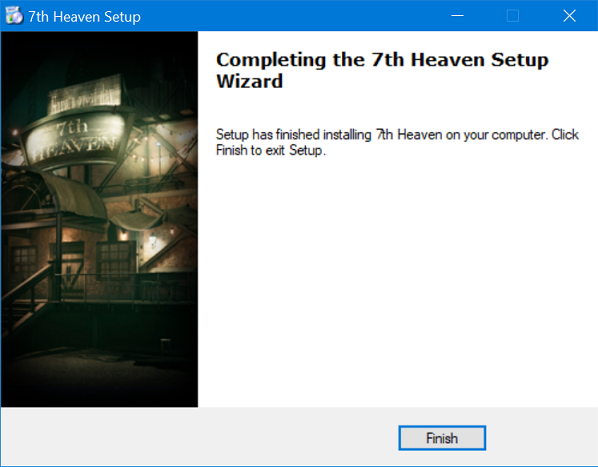 7th Heaven Setup
Completing the 7th Heaven Setup
Wizard
7th
HEAVEN
Setup has finished installing 7th Heaven on your computer. Click
Finish to exit Setup.
Finish